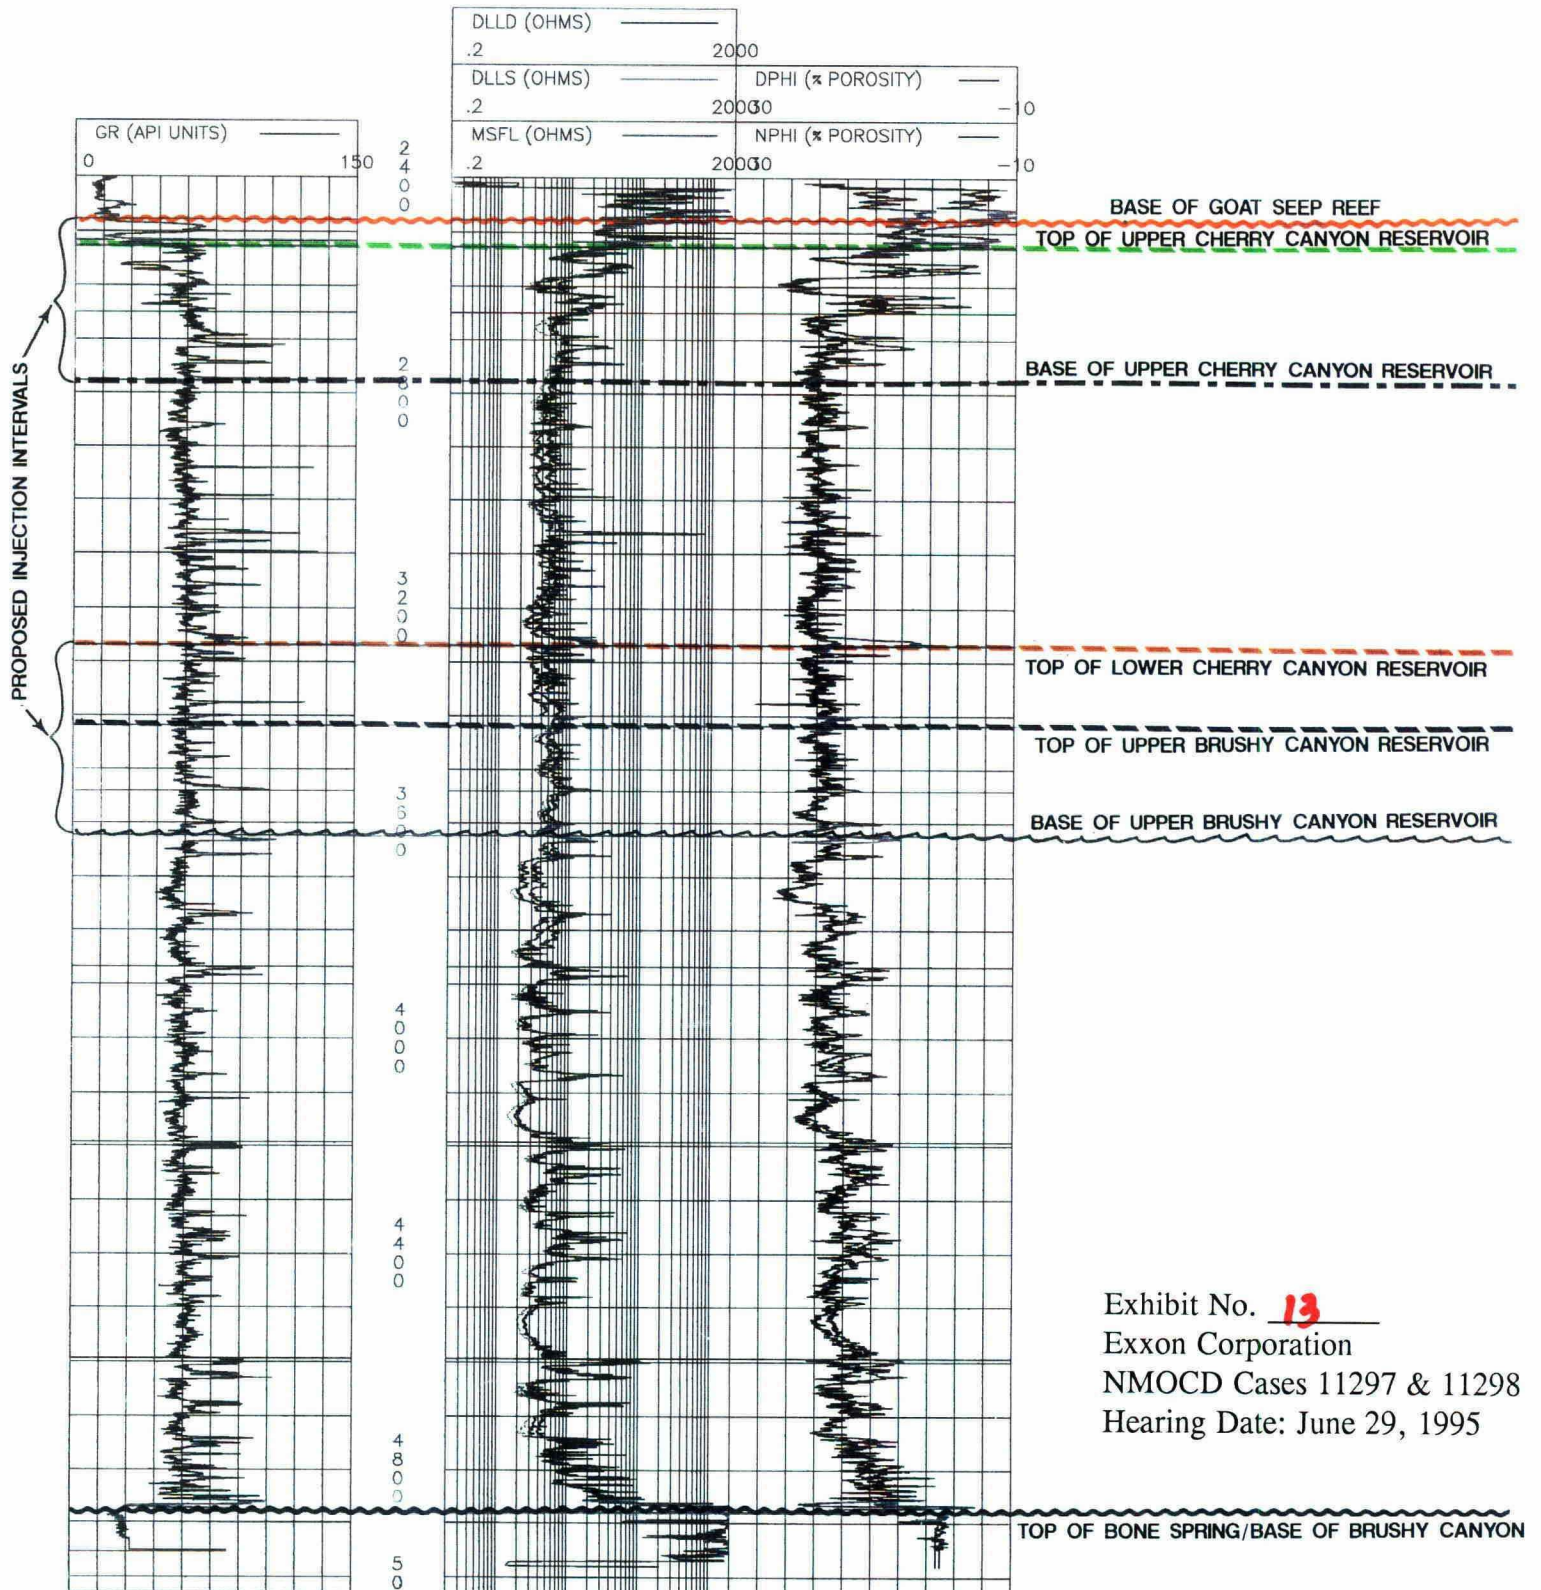 DLLD (OHMS)
.2 2000
DLLS (OHMS) DPHI (% POROSITY)
.2 2000 30 -10
GR (API UNITS) MSFL (OHMS) NPHI (% POROSITY)
0 150 .2 2000 30 -10
2400
BASE OF GOAT SEEP REEF
TOP OF UPPER CHERRY CANYON RESERVOIR
PROPOSED INJECTION INTERVALS
BASE OF UPPER CHERRY CANYON RESERVOIR
2800
3200
TOP OF LOWER CHERRY CANYON RESERVOIR
TOP OF UPPER BRUSHY CANYON RESERVOIR
3600
BASE OF UPPER BRUSHY CANYON RESERVOIR
4000
4400
Exhibit No. 13
Exxon Corporation
NMOCD Cases 11297 & 11298
Hearing Date: June 29, 1995
4800
TOP OF BONE SPRING/BASE OF BRUSHY CANYON
50